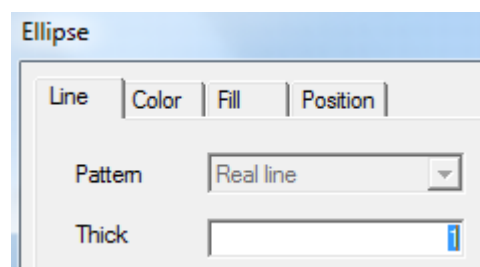 Ellipse
Line Color Fill Position
Pattern Real line
Thick 1